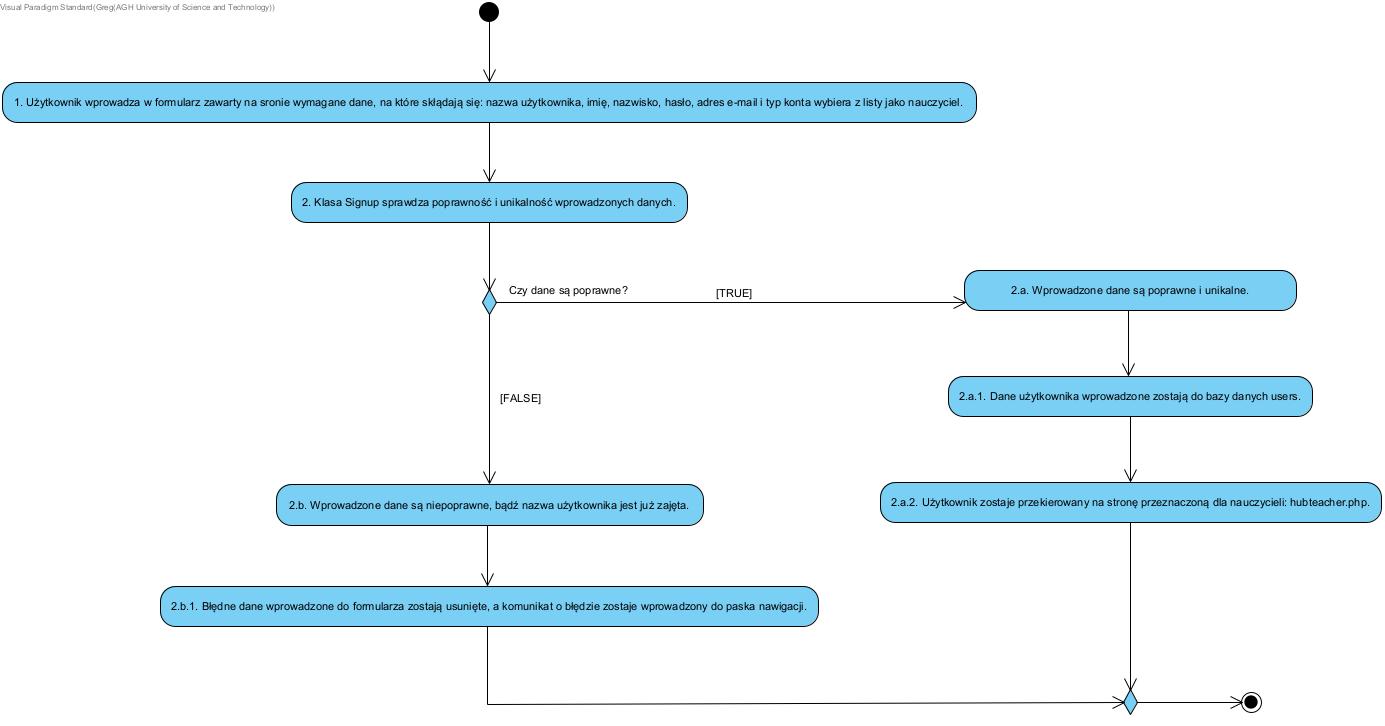 Visual Paradigm Standard(Greg(AGH University of Science and Technology))
1. Użytkownik wprowadza w formularz zawarty na sronie wymagane dane, na które skłądają się: nazwa użytkownika, imię, nazwisko, hasło, adres e-mail i typ konta wybiera z listy jako nauczyciel.
2. Klasa Signup sprawdza poprawność i unikalność wprowadzonych danych.
Czy dane są poprawne?
[TRUE]
2.a. Wprowadzone dane są poprawne i unikalne.
2.a.1. Dane użytkownika wprowadzone zostają do bazy danych users.
[FALSE]
2.b. Wprowadzone dane są niepoprawne, bądź nazwa użytkownika jest już zajęta.
2.a.2. Użytkownik zostaje przekierowany na stronę przeznaczoną dla nauczycieli: hubteacher.php.
2.b.1. Błędne dane wprowadzone do formularza zostają usunięte, a komunikat o błędzie zostaje wprowadzony do paska nawigacji.